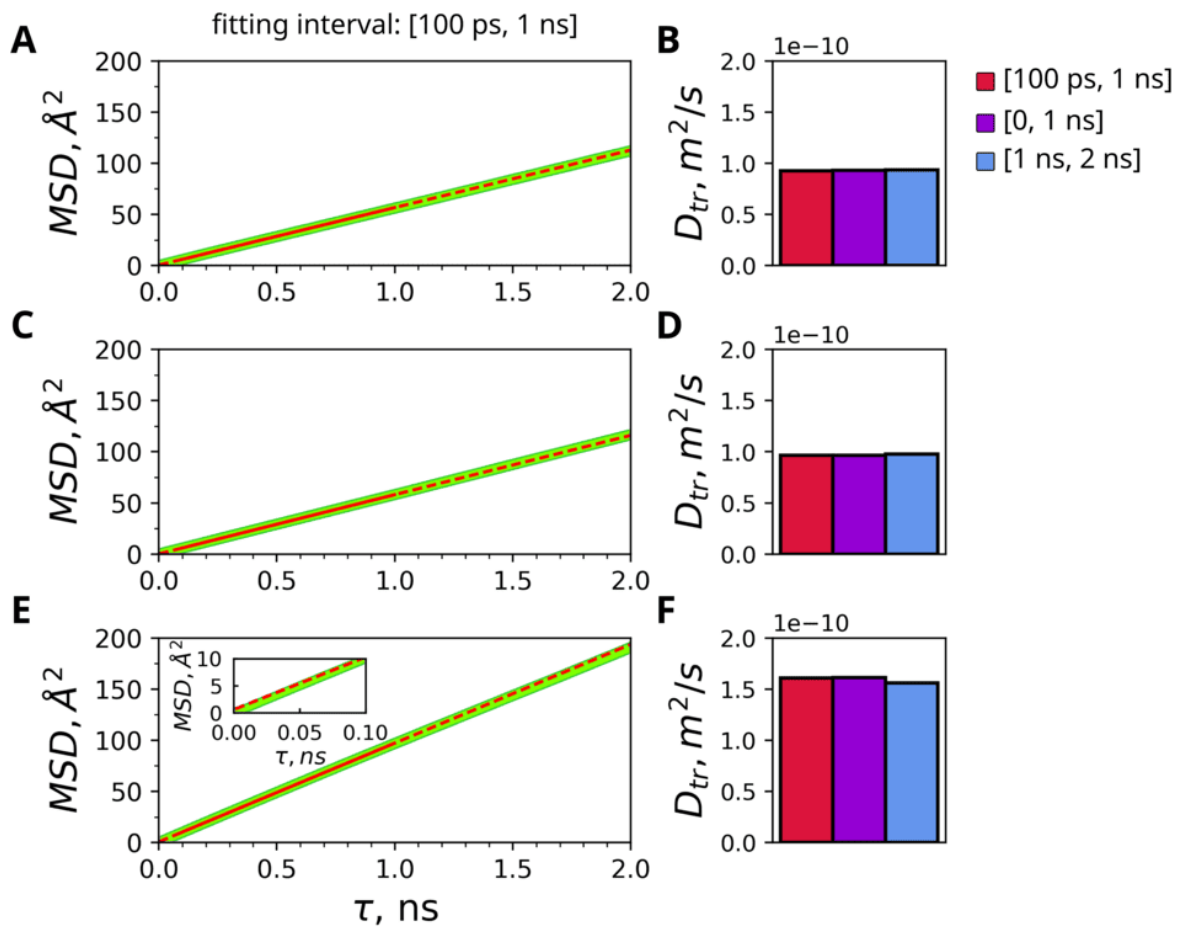 fitting interval: [100 ps, 1 ns]
A
MSD, Å²
200
150
100
50
0
0.0 0.5 1.0 1.5 2.0
B
1e−10
D_tr, m²/s
2.0
1.5
1.0
0.5
0.0
[100 ps, 1 ns]
[0, 1 ns]
[1 ns, 2 ns]
C
MSD, Å²
200
150
100
50
0
0.0 0.5 1.0 1.5 2.0
D
1e−10
D_tr, m²/s
2.0
1.5
1.0
0.5
0.0
E
MSD, Å²
200
150
100
50
0
MSD, Å²
10
5
0
0.00 0.05 0.10
τ, ns
0.0 0.5 1.0 1.5 2.0
τ, ns
F
1e−10
D_tr, m²/s
2.0
1.5
1.0
0.5
0.0